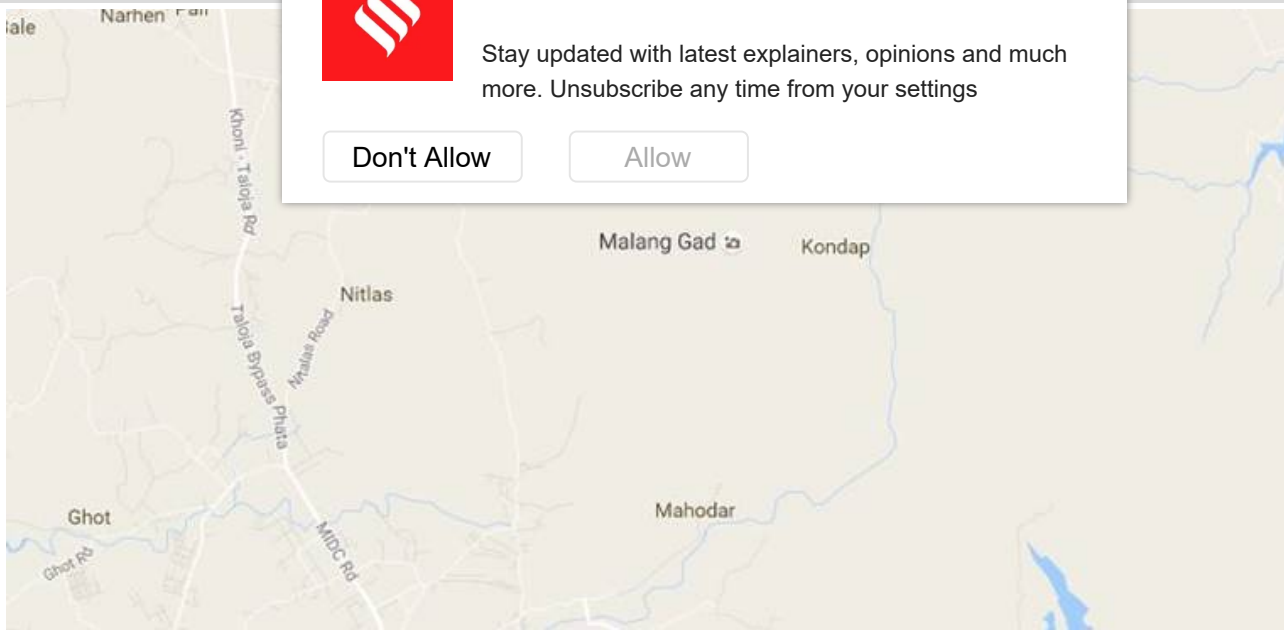 Narhen
ale
Stay updated with latest explainers, opinions and much
more. Unsubscribe any time from your settings
Don't Allow
Allow
Khoni - Taloja Rd
Malang Gad
Kondap
Nitlas
Taloja Bypass Phata
Nitalas Road
Mahodar
Ghot
MIDC Rd
Ghot Rd